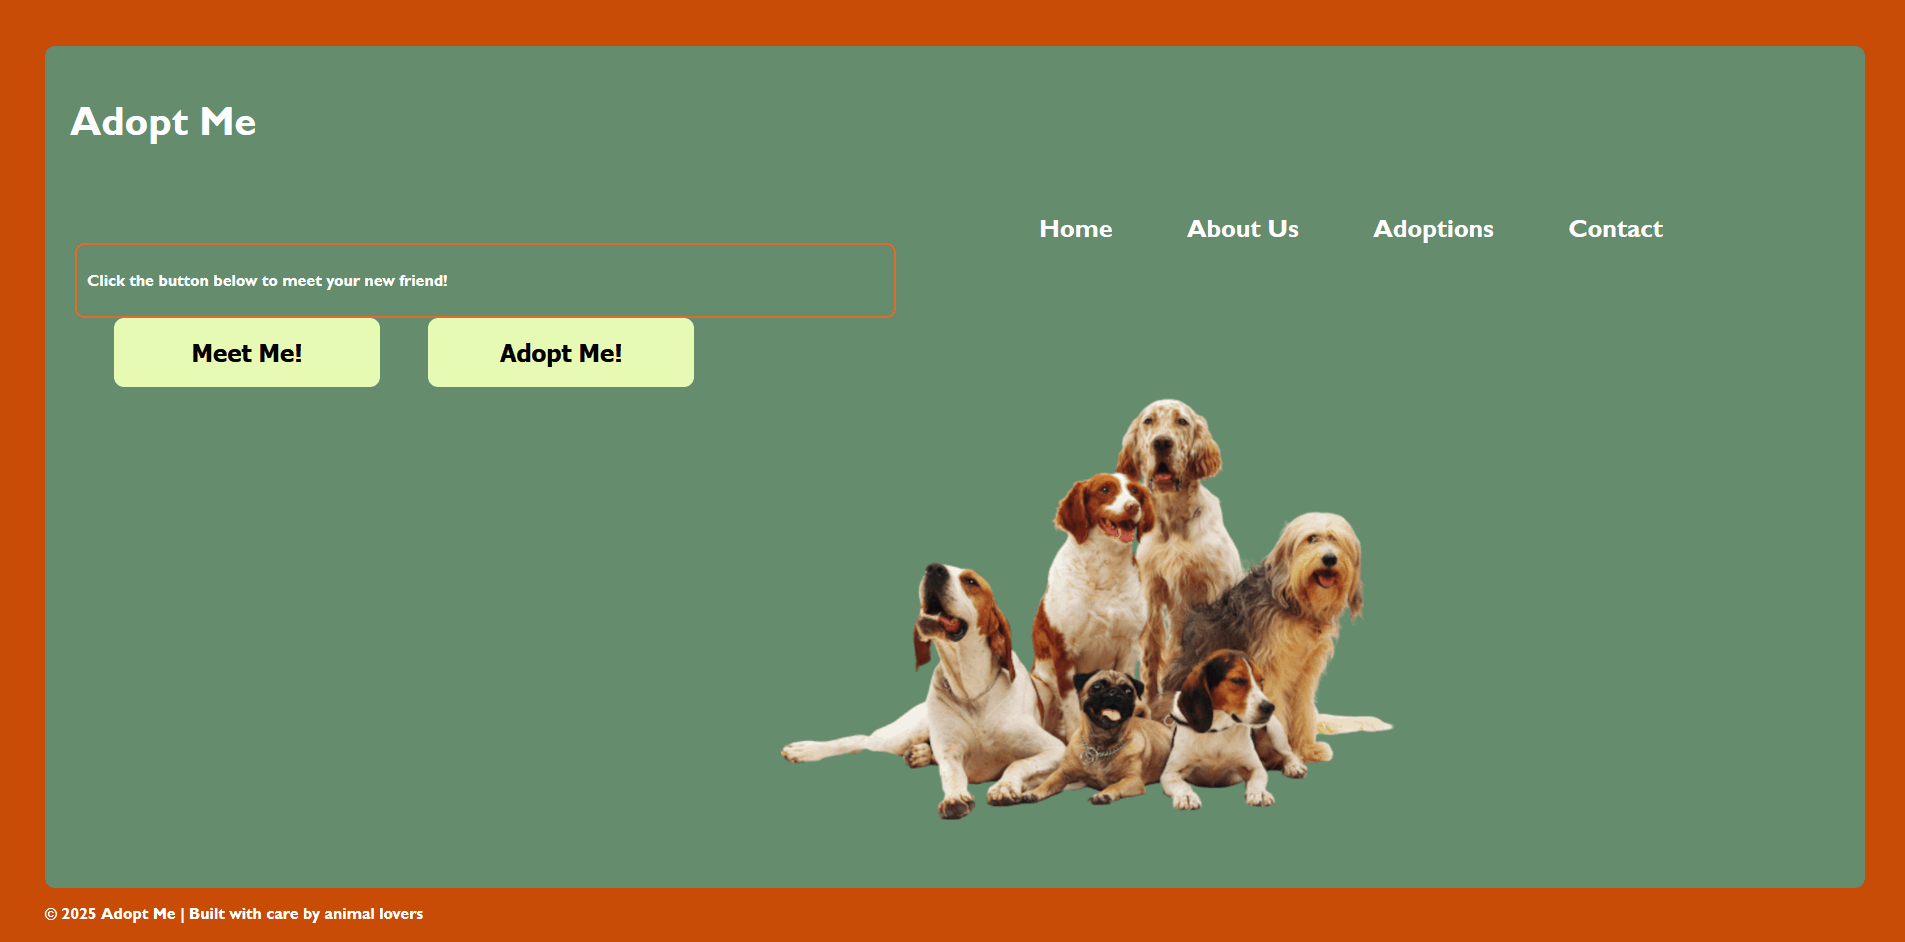 Adopt Me
Home About Us Adoptions Contact
Click the button below to meet your new friend!
Meet Me! Adopt Me!
© 2025 Adopt Me | Built with care by animal lovers